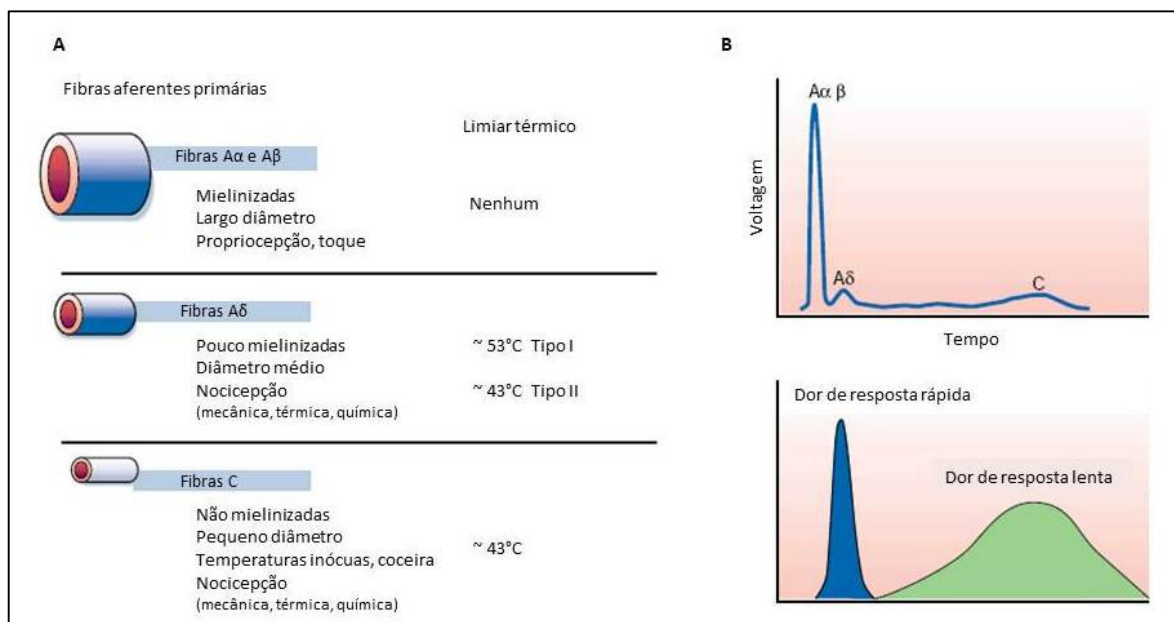 A
Fibras aferentes primárias
Limiar térmico
Fibras Aα e Aβ
Mielinizadas
Largo diâmetro
Propriocepção, toque
Nenhum
Fibras Aδ
Pouco mielinizadas
Diâmetro médio
Nocicepção
(mecânica, térmica, química)
~ 53°C Tipo I
~ 43°C Tipo II
Fibras C
Não mielinizadas
Pequeno diâmetro
Temperaturas inócuas, coceira
Nocicepção
(mecânica, térmica, química)
~ 43°C
B
Aα β
Aδ
C
Voltagem
Tempo
Dor de resposta rápida
Dor de resposta lenta